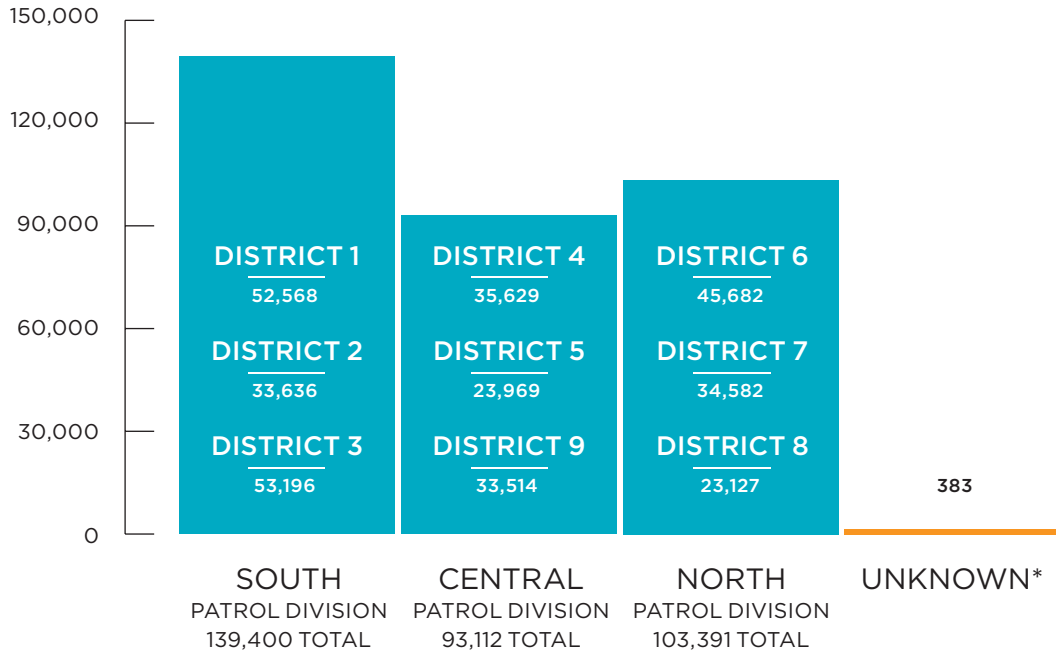 150,000
120,000
90,000
60,000
30,000
0
DISTRICT 1
52,568
DISTRICT 2
33,636
DISTRICT 3
53,196
DISTRICT 4
35,629
DISTRICT 5
23,969
DISTRICT 9
33,514
DISTRICT 6
45,682
DISTRICT 7
34,582
DISTRICT 8
23,127
383
SOUTH
PATROL DIVISION
139,400 TOTAL
CENTRAL
PATROL DIVISION
93,112 TOTAL
NORTH
PATROL DIVISION
103,391 TOTAL
UNKNOWN*